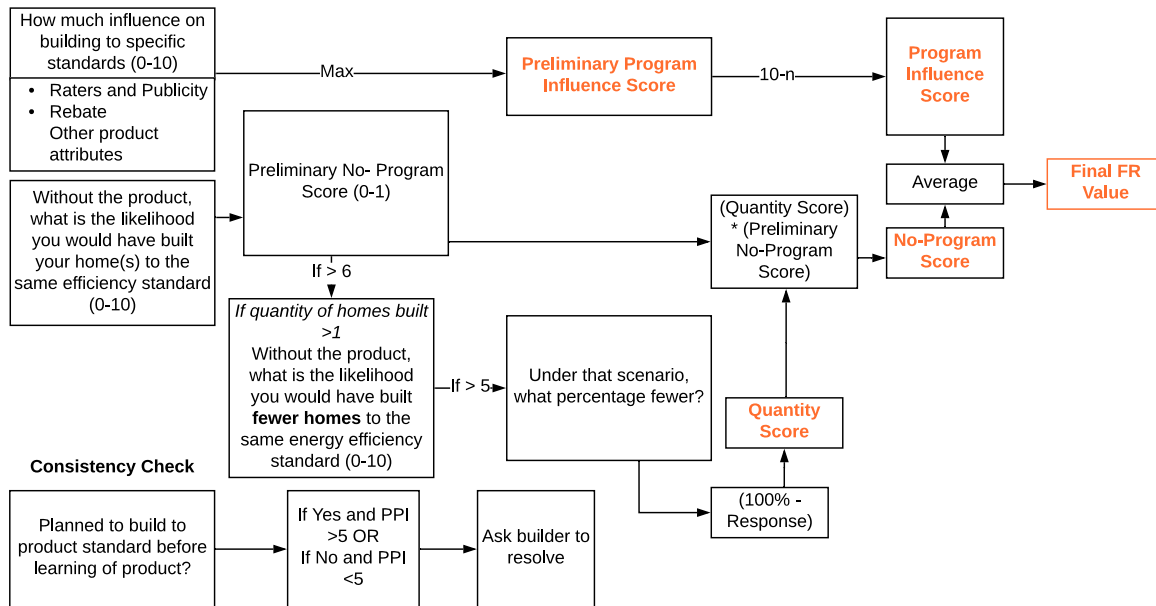 How much influence on
building to specific
standards (0-10)
• Raters and Publicity
• Rebate
Other product
attributes
Max
Preliminary Program
Influence Score
10-n
Program
Influence
Score
Without the product,
what is the likelihood
you would have built
your home(s) to the
same efficiency standard
(0-10)
Preliminary No- Program
Score (0-1)
If > 6
(Quantity Score)
* (Preliminary
No-Program
Score)
Average
Final FR
Value
No-Program
Score
If quantity of homes built
>1
Without the product,
what is the likelihood
you would have built
fewer homes to the
same energy efficiency
standard (0-10)
If > 5
Under that scenario,
what percentage fewer?
Quantity
Score
(100% -
Response)
Consistency Check
Planned to build to
product standard before
learning of product?
If Yes and PPI
>5 OR
If No and PPI
<5
Ask builder to
resolve